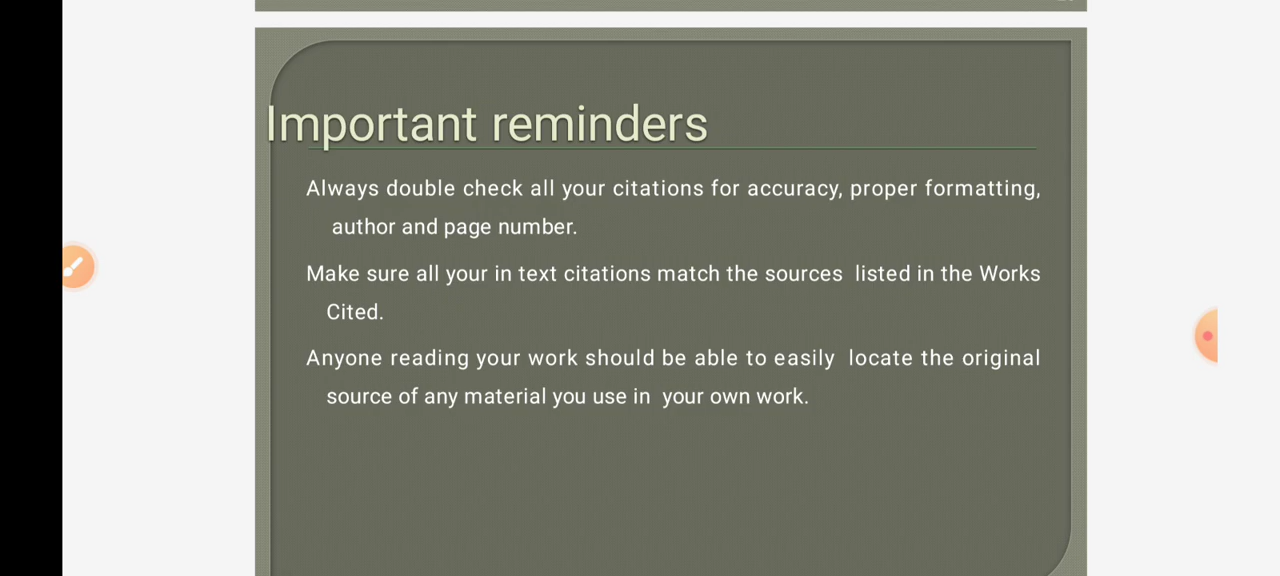 Important reminders
Always double check all your citations for accuracy, proper formatting,
author and page number.
Make sure all your in text citations match the sources listed in the Works
Cited.
Anyone reading your work should be able to easily locate the original
source of any material you use in your own work.